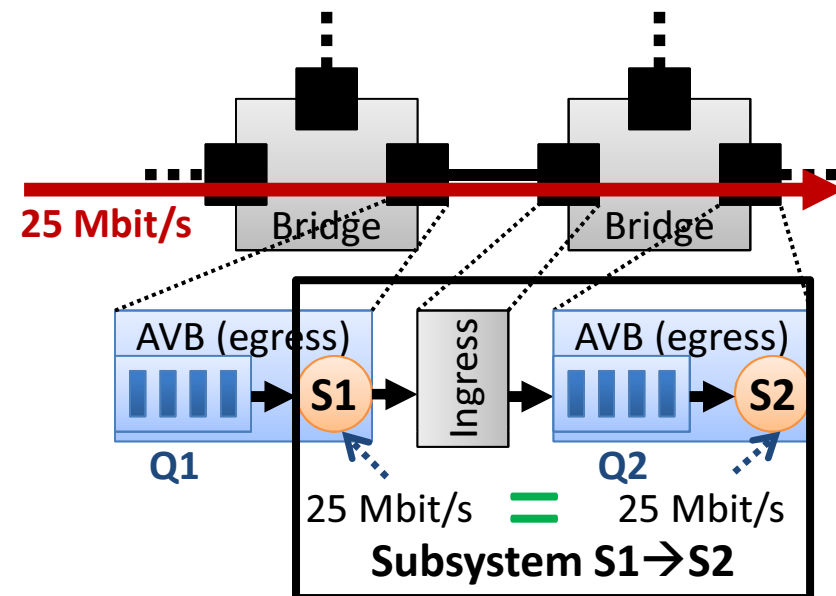 25 Mbit/s
Bridge
Bridge
AVB (egress)
S1
Q1
Ingress
AVB (egress)
S2
Q2
25 Mbit/s = 25 Mbit/s
Subsystem S1→S2